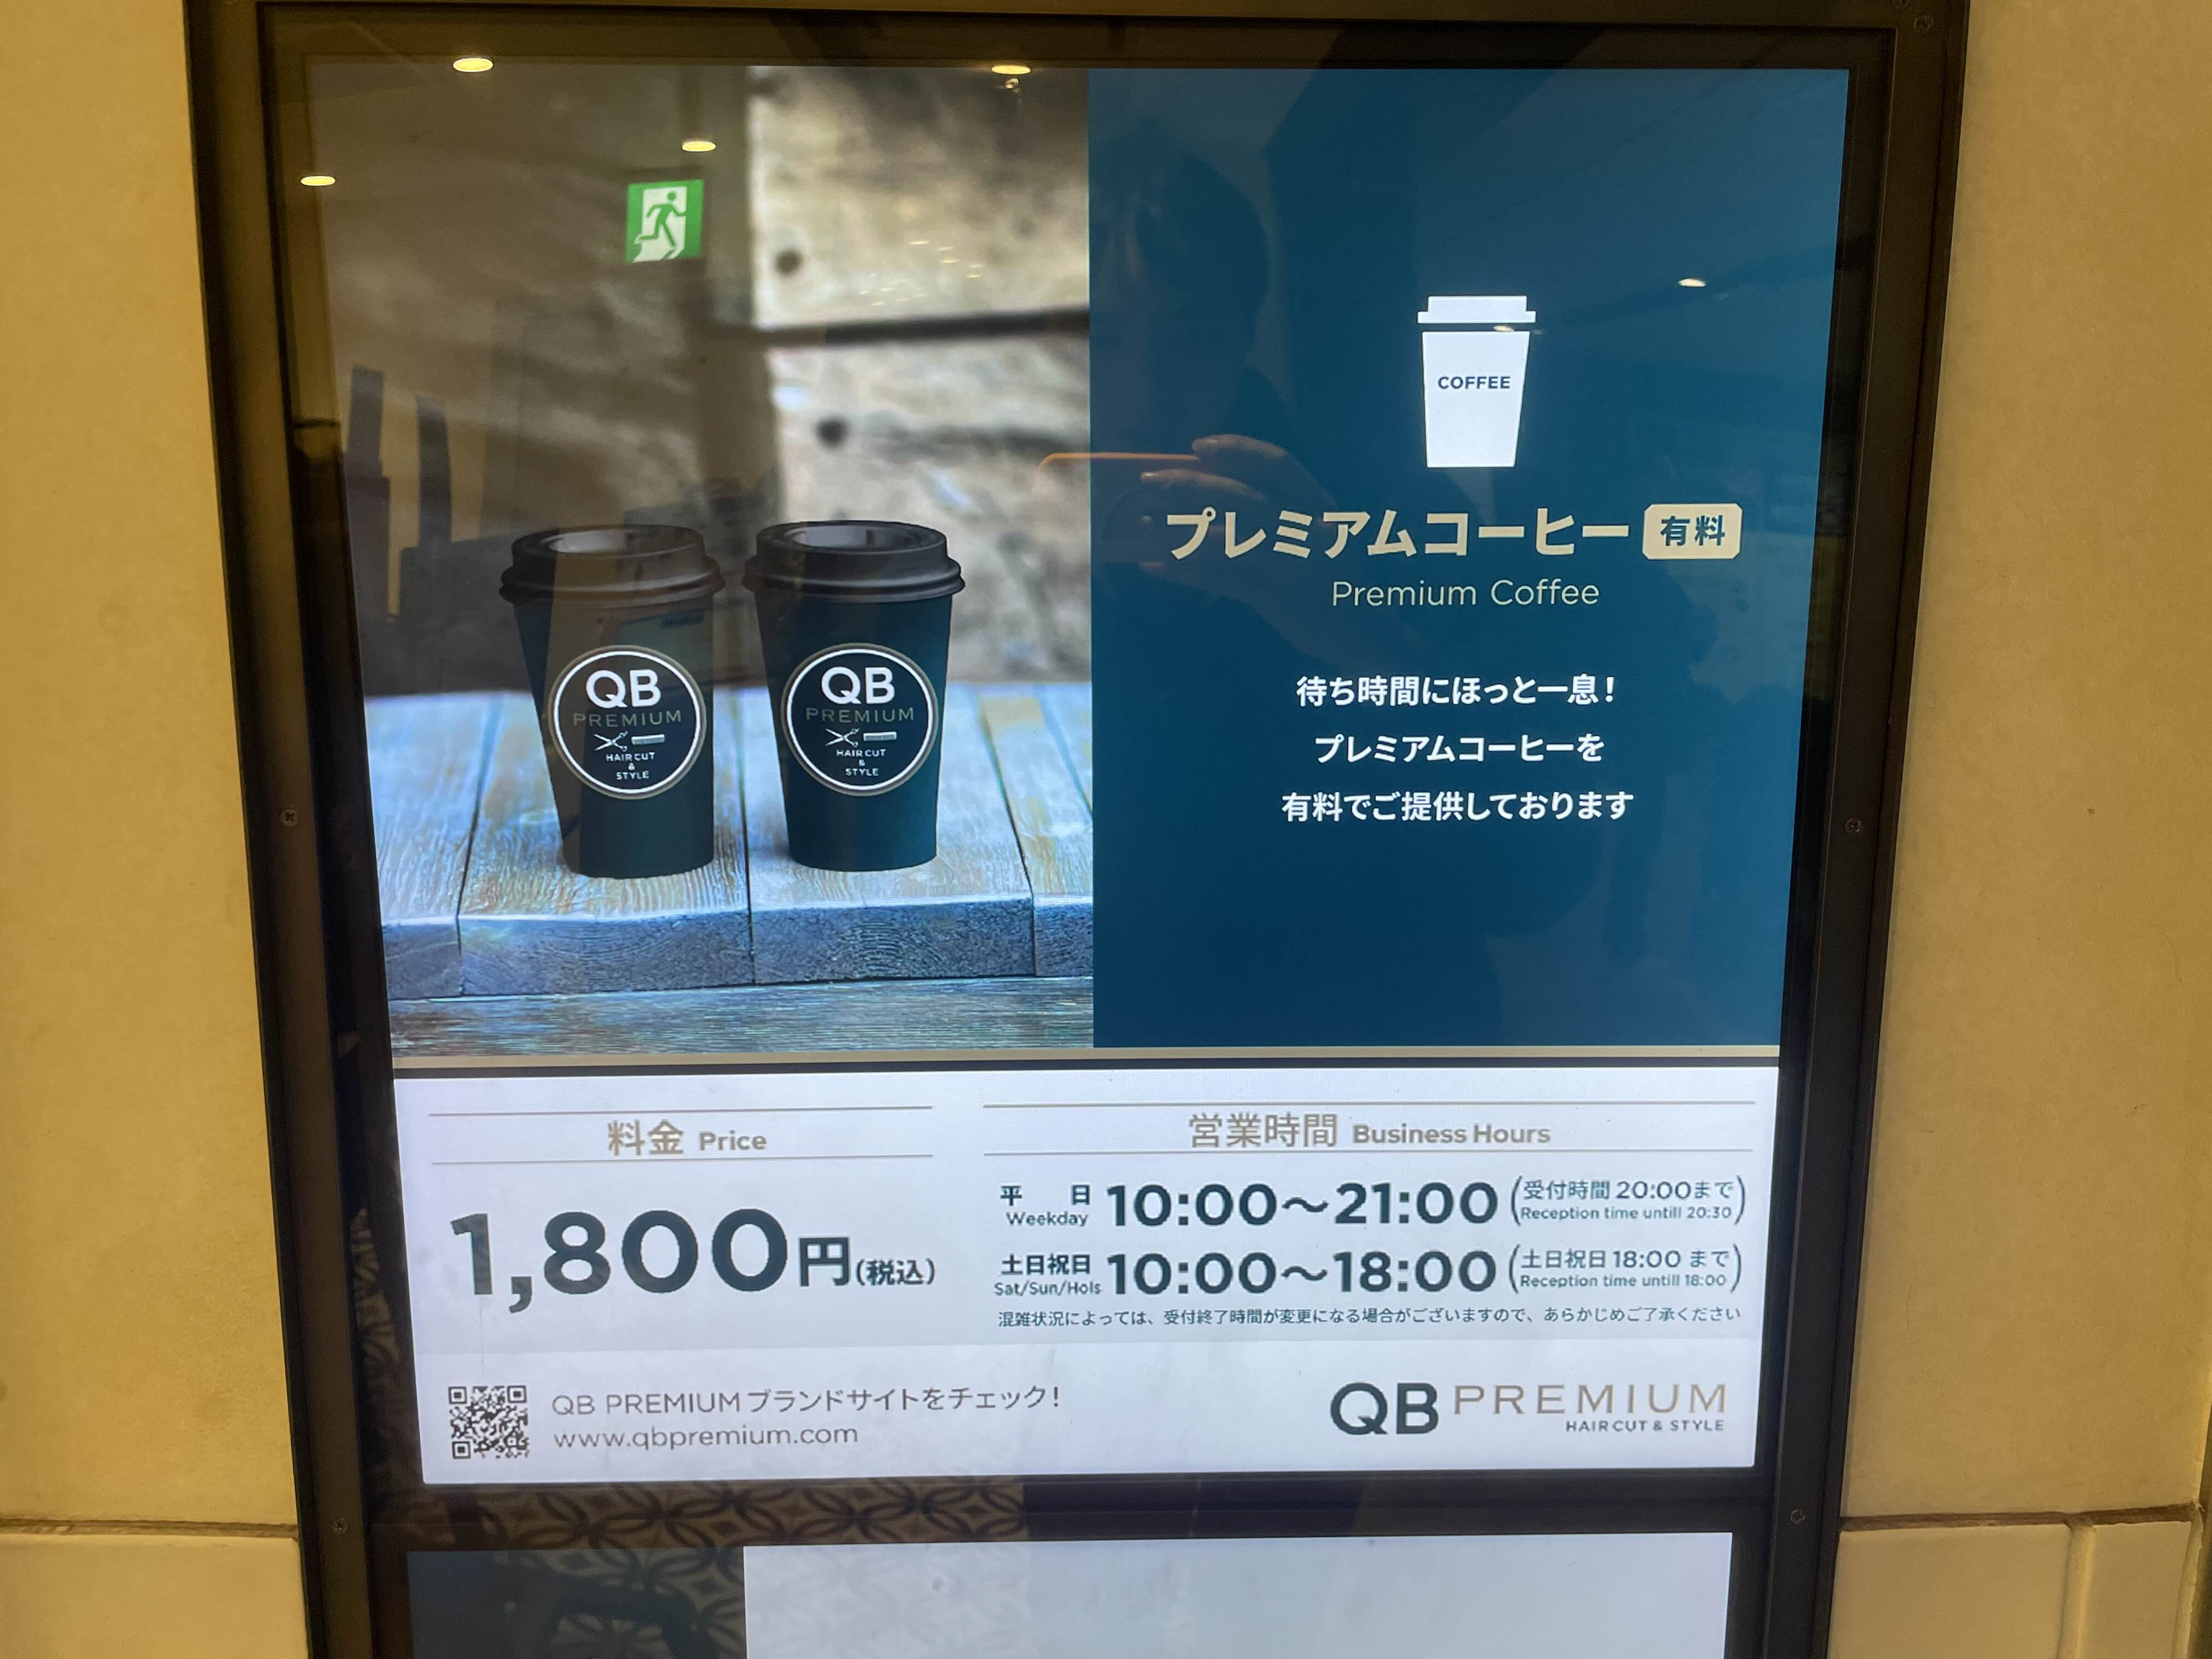 COFFEE
プレミアムコーヒー 有料
Premium Coffee
待ち時間にほっと一息！
プレミアムコーヒーを
有料でご提供しております
QB
PREMIUM
HAIR CUT
&
STYLE
QB
PREMIUM
HAIR CUT
&
STYLE
料金 Price
1,800円(税込)
営業時間 Business Hours
平日 10:00～21:00 (受付時間 20:00まで)
Weekday (Reception time untill 20:30)
土日祝日 10:00～18:00 (土日祝日 18:00 まで)
Sat/Sun/Hols (Reception time untill 18:00)
混雑状況によっては、受付終了時間が変更になる場合がございますので、あらかじめご了承ください
QB PREMIUM ブランドサイトをチェック！
www.qbpremium.com
QB PREMIUM
HAIR CUT & STYLE